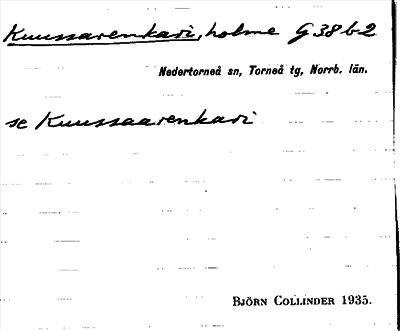 Kuussarenkari, holme G 38 b 2
Nedertorneå sn, Torneå tg, Norrb. län.
se Kuussaarenkari
BJÖRN COLLINDER 1935.